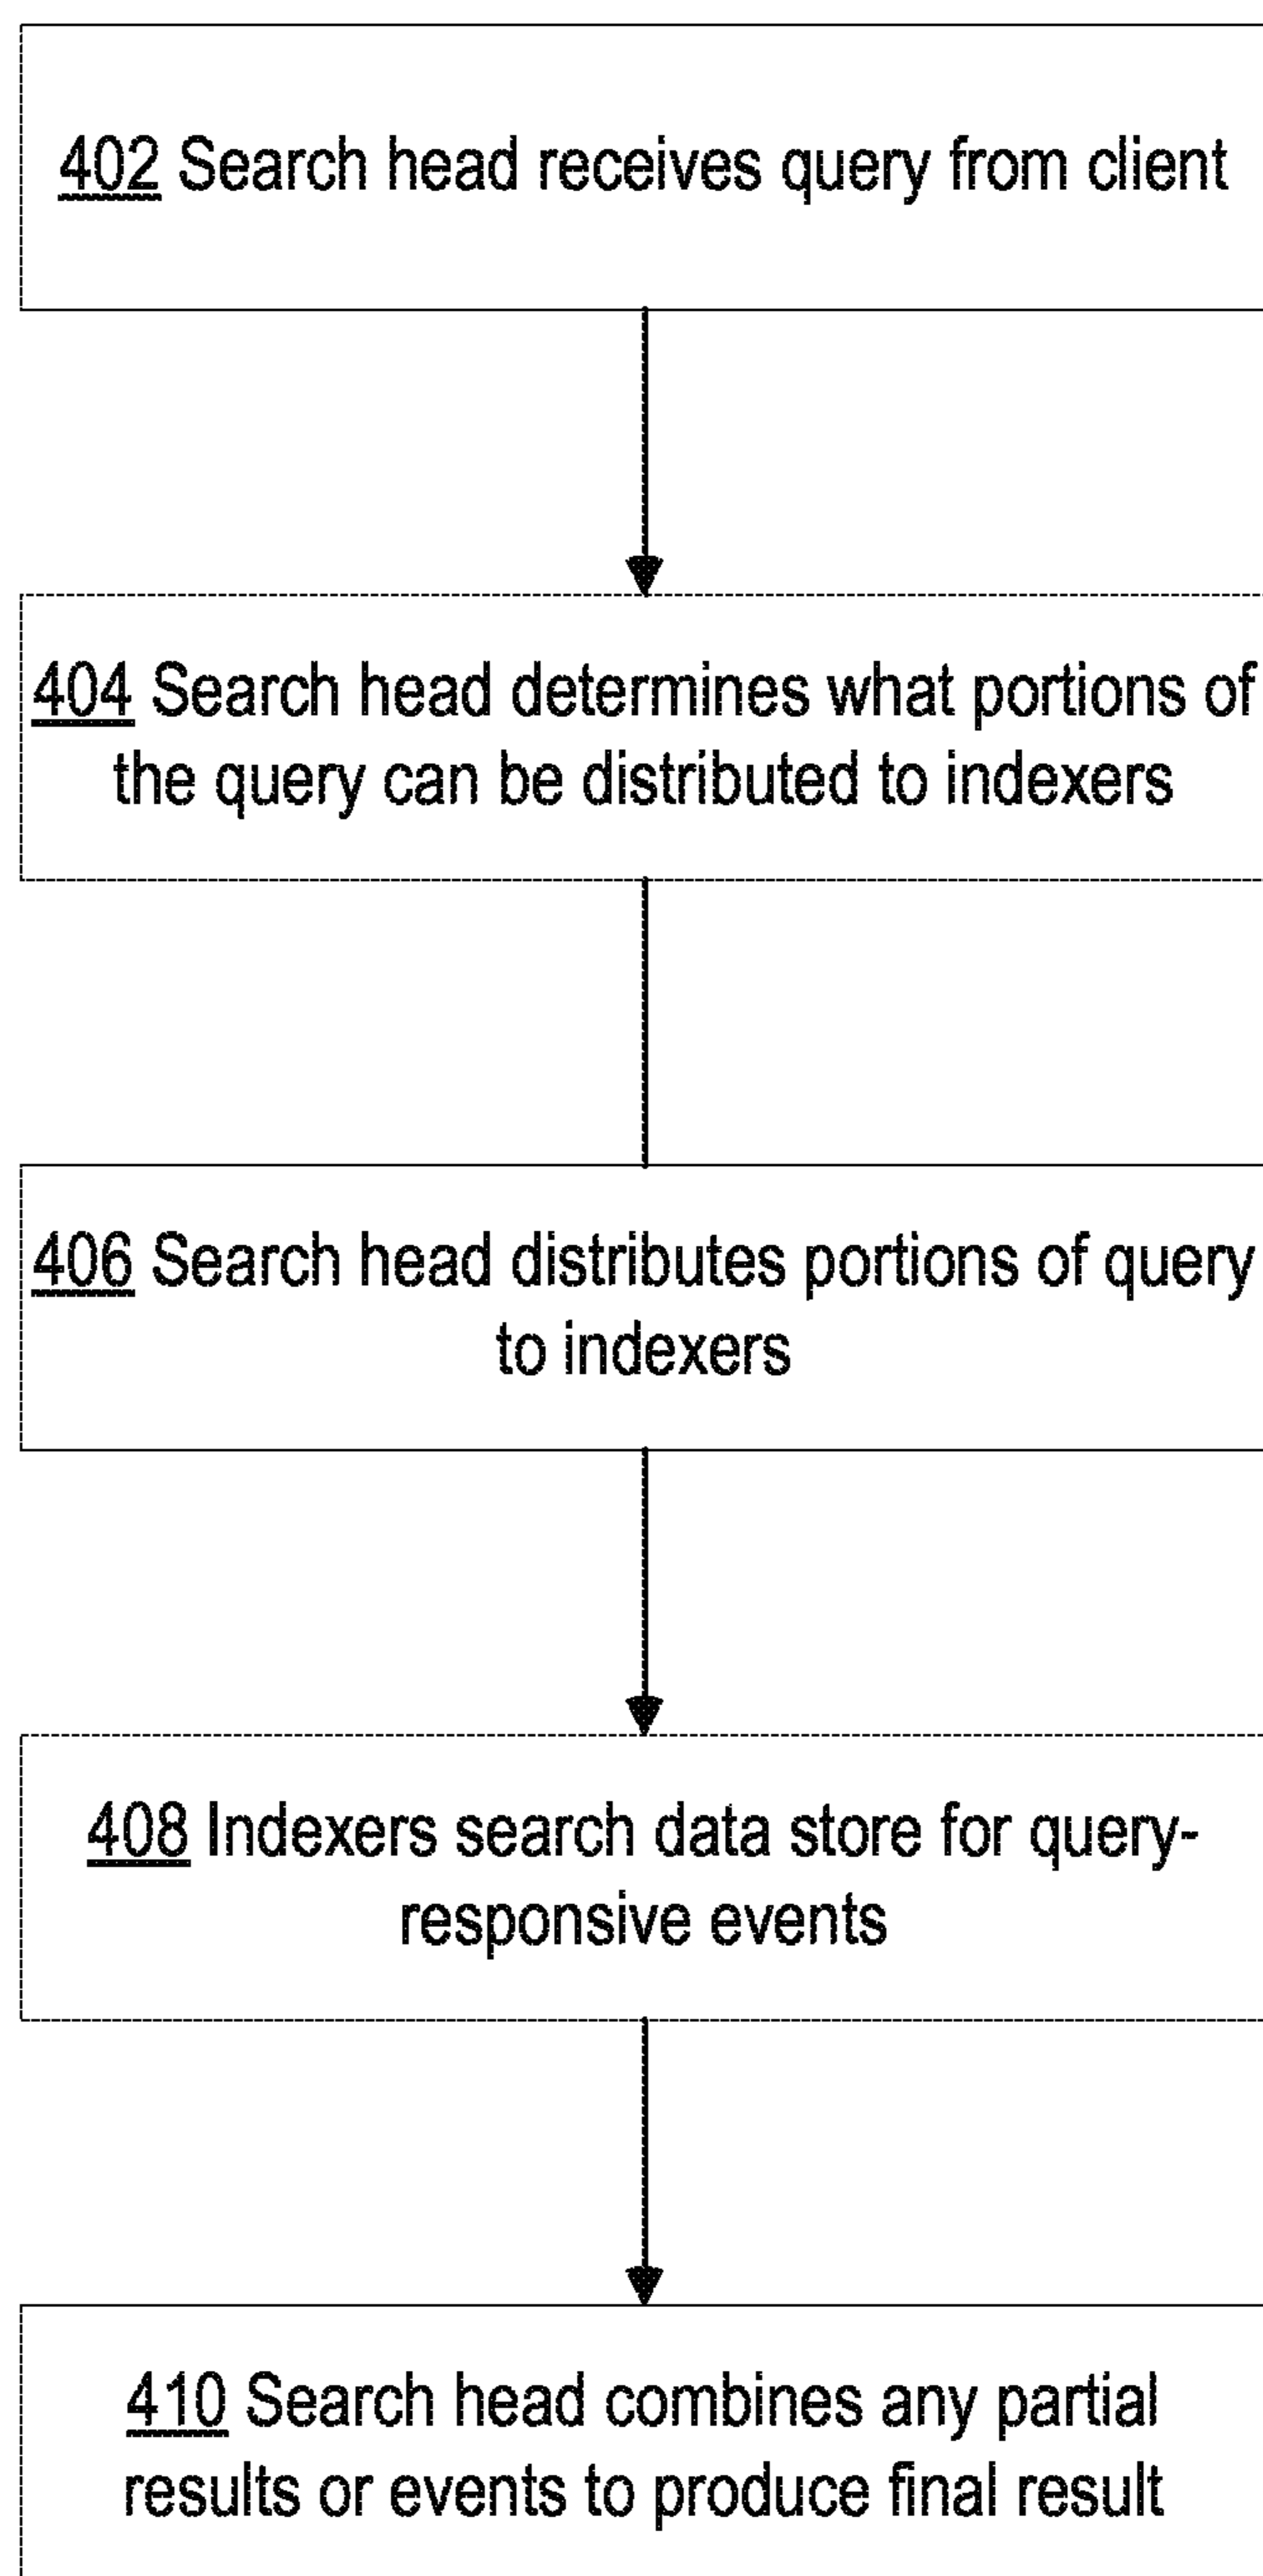 402 Search head receives query from client
404 Search head determines what portions of
the query can be distributed to indexers
406 Search head distributes portions of query
to indexers
408 Indexers search data store for query-
responsive events
410 Search head combines any partial
results or events to produce final result